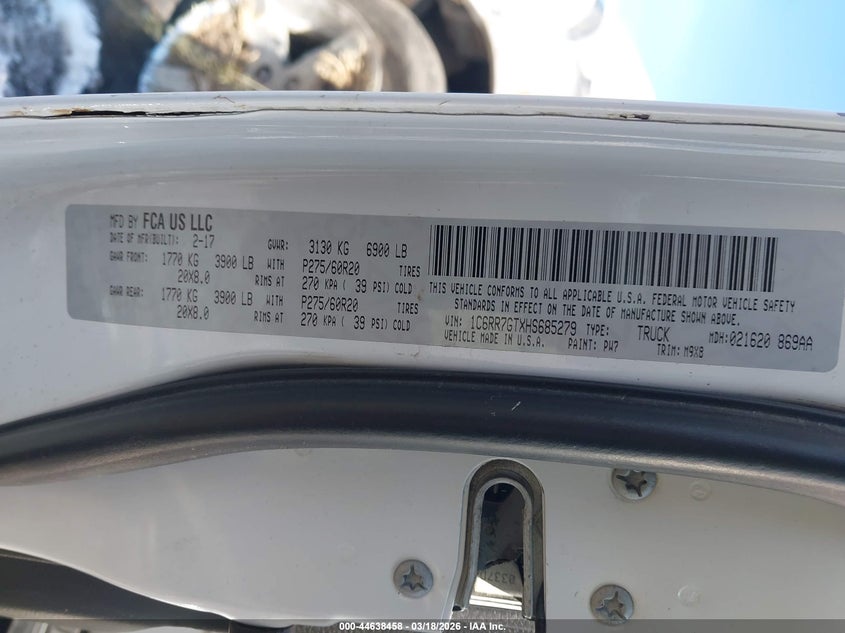 MFD BY FCA US LLC
DATE OF MFR(BUILT): 2-17 GVWR: 3130 KG 6900 LB
GAWR FRONT: 1770 KG 3900 LB WITH P275/60R20 TIRES
20X8.0 RIMS AT 270 KPA ( 39 PSI) COLD
GAWR REAR: 1770 KG 3900 LB WITH P275/60R20 TIRES
20X8.0 RIMS AT 270 KPA ( 39 PSI) COLD
THIS VEHICLE CONFORMS TO ALL APPLICABLE U.S.A. FEDERAL MOTOR VEHICLE SAFETY
STANDARDS IN EFFECT ON THE DATE OF MANUFACTURE SHOWN ABOVE.
VIN: 1C6RR7GTXHS685279 TYPE: TRUCK MDH:021620 869AA
VEHICLE MADE IN U.S.A. PAINT: PW7 TRIM: M9X8
000-44638458 - 03/18/2026 - IAA Inc.